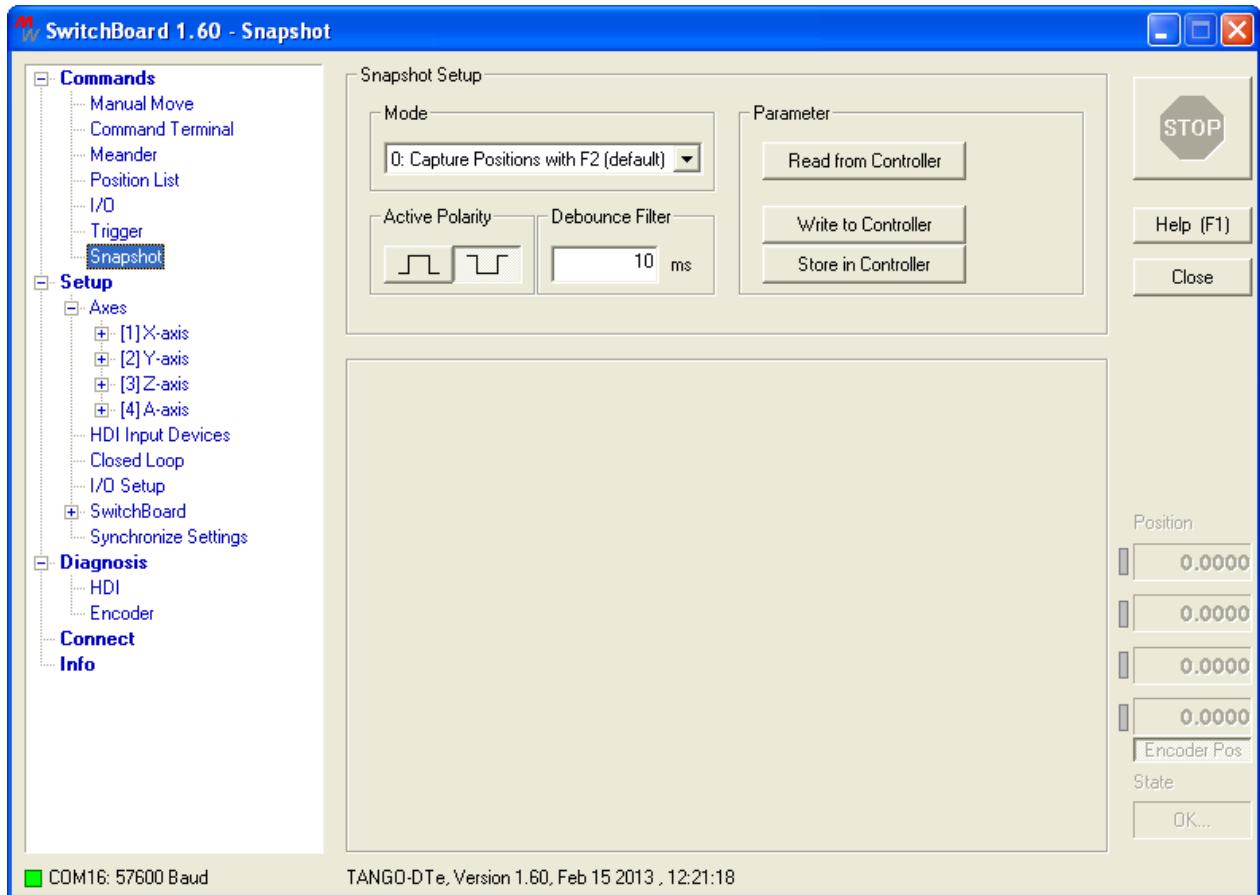 SwitchBoard 1.60 - Snapshot
Commands
Manual Move
Command Terminal
Meander
Position List
I/O
Trigger
Snapshot
Setup
Axes
[1] X-axis
[2] Y-axis
[3] Z-axis
[4] A-axis
HDI Input Devices
Closed Loop
I/O Setup
SwitchBoard
Synchronize Settings
Diagnosis
HDI
Encoder
Connect
Info
Snapshot Setup
Mode
0: Capture Positions with F2 (default)
Active Polarity
Debounce Filter
10 ms
Parameter
Read from Controller
Write to Controller
Store in Controller
STOP
Help (F1)
Close
Position
0.0000
0.0000
0.0000
0.0000
Encoder Pos
State
OK...
COM16: 57600 Baud
TANGO-DTe, Version 1.60, Feb 15 2013 , 12:21:18